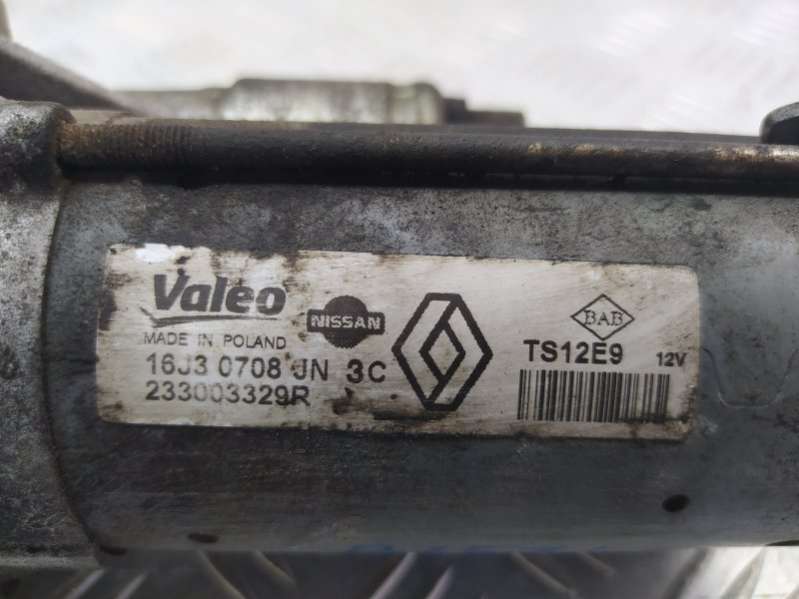 Valeo
NISSAN
BAB
MADE IN POLAND
TS12E9 12V
16J3 0708 JN 3C
233003329R